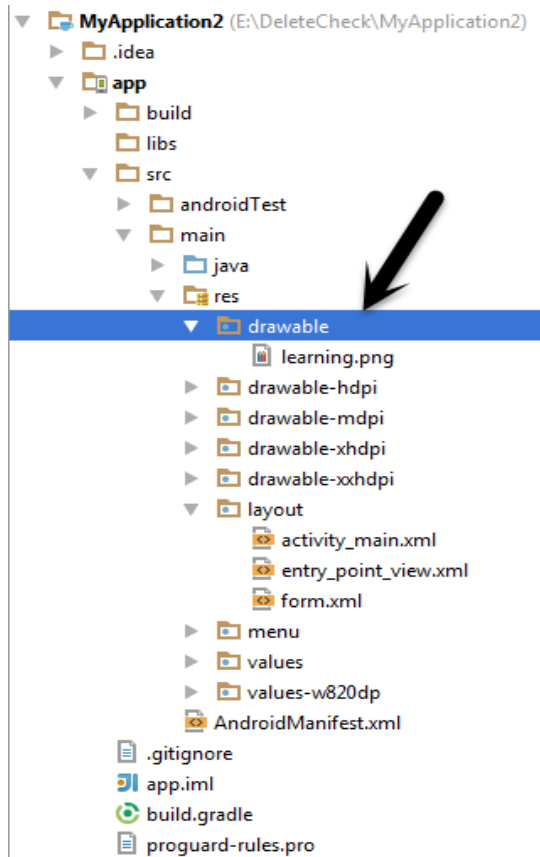 MyApplication2 (E:\DeleteCheck\MyApplication2)
.idea
app
build
libs
src
androidTest
main
java
res
drawable
learning.png
drawable-hdpi
drawable-mdpi
drawable-xhdpi
drawable-xxhdpi
layout
activity_main.xml
entry_point_view.xml
form.xml
menu
values
values-w820dp
AndroidManifest.xml
.gitignore
app.iml
build.gradle
proguard-rules.pro